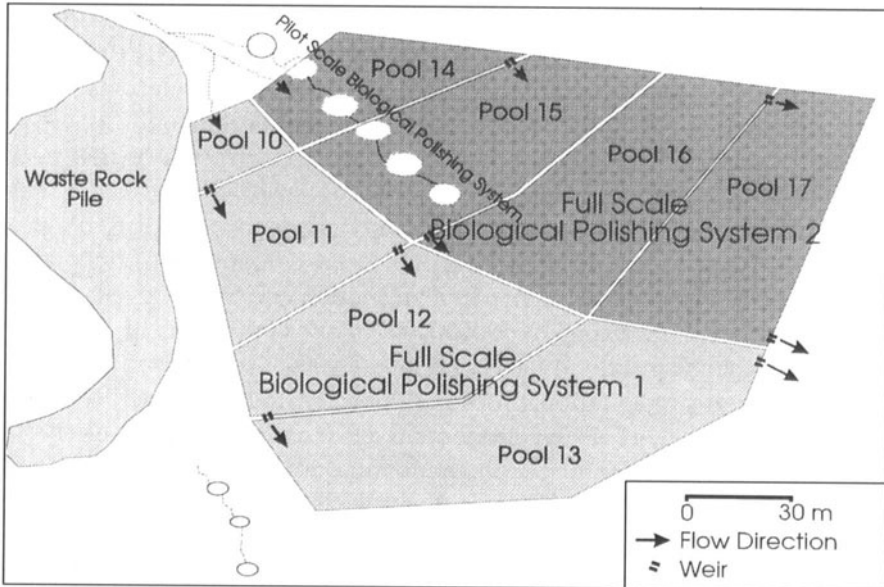 Pilot Scale Biological Polishing System
Pool 14
Pool 15
Pool 10
Pool 16
Waste Rock
Pile
Pool 17
Full Scale
Biological Polishing System 2
Pool 11
Pool 12
Full Scale
Biological Polishing System 1
Pool 13
0 30 m
Flow Direction
Weir